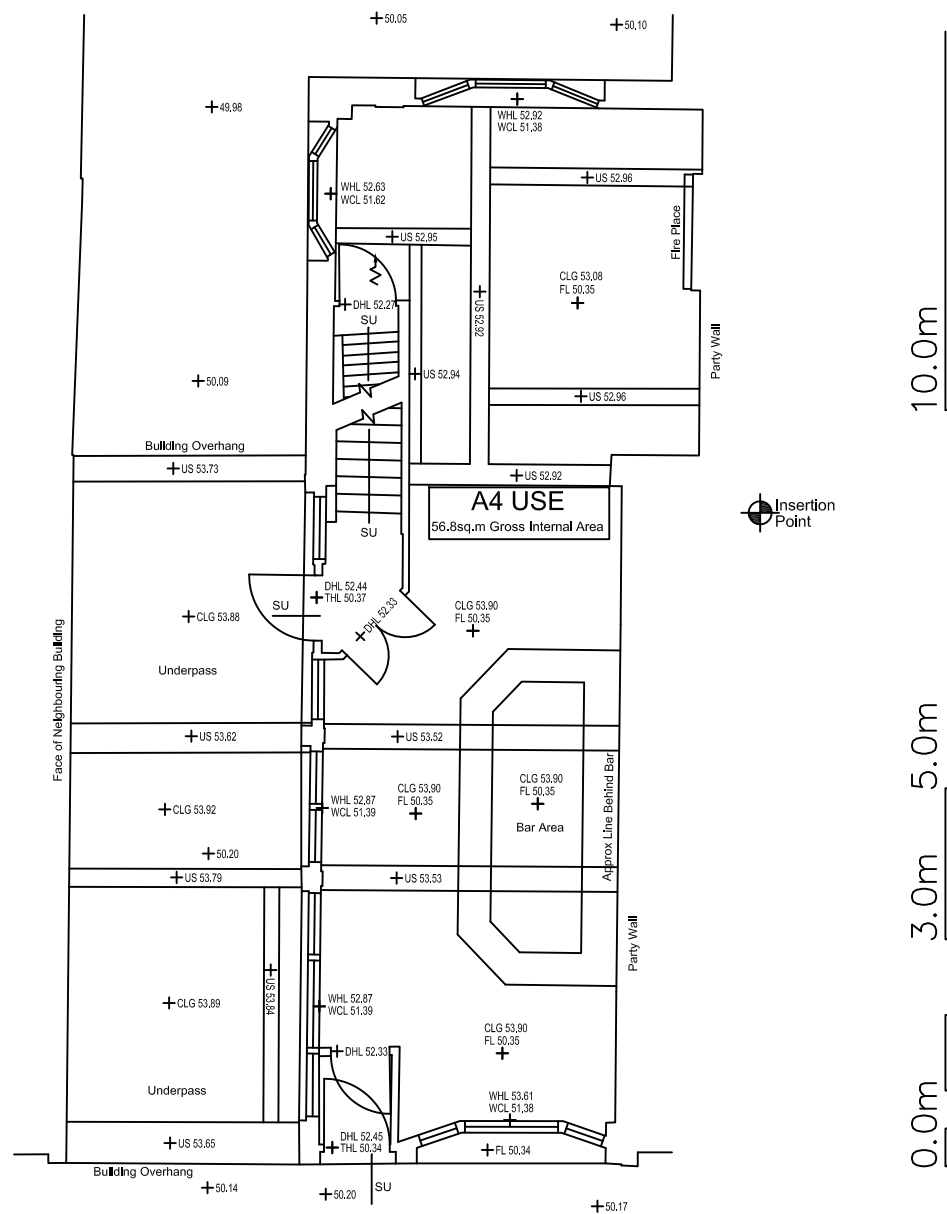 50.05
50.10
49.98
WHL 52.92
WCL 51.38
US 52.96
WHL 52.63
WCL 51.62
Fire Place
US 52.95
CLG 53.08
FL 50.35
DHL 52.27
US 52.92
SU
10.0m
Party Wall
US 52.94
50.09
US 52.96
Building Overhang
US 53.73
SU
US 52.92
A4 USE
56.8sq.m Gross Internal Area
Insertion
Point
SU
DHL 52.44
THL 50.37
DHL 52.33
CLG 53.90
FL 50.35
CLG 53.88
Underpass
Face of Neighbouring Building
US 53.62
US 53.52
5.0m
CLG 53.92
WHL 52.87
WCL 51.39
CLG 53.90
FL 50.35
CLG 53.90
FL 50.35
Bar Area
Approx Line Behind Bar
50.20
US 53.79
US 53.53
3.0m
Party Wall
CLG 53.89
US 53.84
WHL 52.87
WCL 51.39
CLG 53.90
FL 50.35
DHL 52.33
Underpass
WHL 53.61
WCL 51.38
US 53.65
DHL 52.45
THL 50.34
FL 50.34
0.0m
Building Overhang
50.14
50.20
SU
50.17